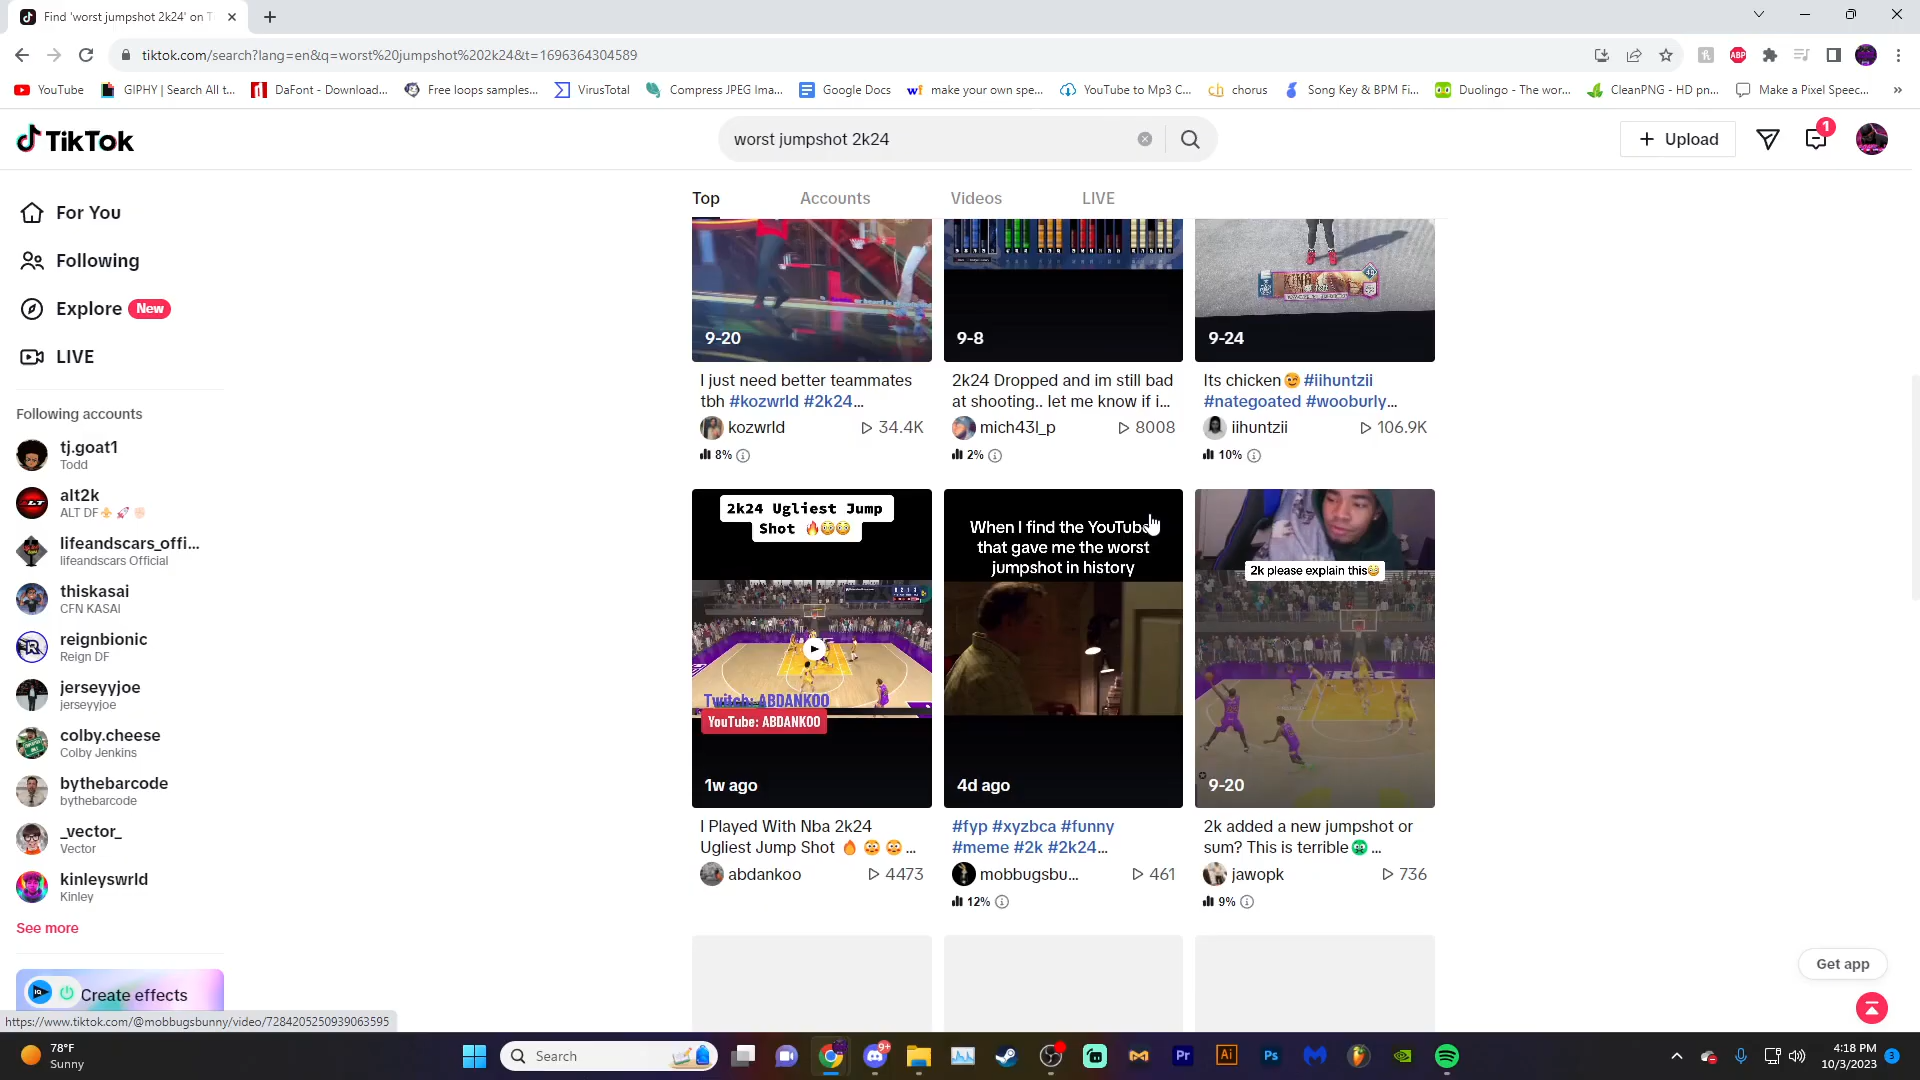 Find 'worst jumpshot 2k24' on T
tiktok.com/search?lang=en&q=worst%20jumpshot%202k24&t=1696364304589
ABP
YouTube
GIPHY | Search All t...
DaFont - Download...
Free loops samples...
VirusTotal
Compress JPEG Ima...
Google Docs
make your own spe...
YouTube to Mp3 C...
chorus
Song Key & BPM Fi...
Duolingo - The wor...
CleanPNG - HD pn...
Make a Pixel Speec...
TikTok
worst jumpshot 2k24
Upload
1
For You
Following
Explore New
LIVE
Following accounts
tj.goat1
Todd
alt2k
ALT DF
lifeandscars_offi...
lifeandscars Official
thiskasai
CFN KASAI
reignbionic
Reign DF
jerseyyjoe
jerseyyjoe
colby.cheese
Colby Jenkins
bythebarcode
bythebarcode
_vector_
Vector
kinleyswrld
Kinley
See more
Create effects
Top
Accounts
Videos
LIVE
9-20
9-8
9-24
I just need better teammates
tbh #kozwrld #2k24...
kozwrld
34.4K
8%
2k24 Dropped and im still bad
at shooting.. let me know if i...
mich43l_p
8008
2%
Its chicken😉 #iihuntzii
#nategoated #wooburly...
iihuntzii
106.9K
10%
2k24 Ugliest Jump
Shot 🔥😳😳
Twitch: ABDANKOO
YouTube: ABDANKOO
1w ago
When I find the YouTube
that gave me the worst
jumpshot in history
4d ago
2k please explain this😳
REC
9-20
I Played With Nba 2k24
Ugliest Jump Shot 🔥 😳 😳 ...
abdankoo
4473
#fyp #xyzbca #funny
#meme #2k #2k24...
mobbugsbu...
461
12%
2k added a new jumpshot or
sum? This is terrible🤢 ...
jawopk
736
9%
Get app
https://www.tiktok.com/@mobbugsbunny/video/7284205250939063595
78°F
Sunny
Search
9+
Pr
Ai
Ps
4:18 PM
10/3/2023
3